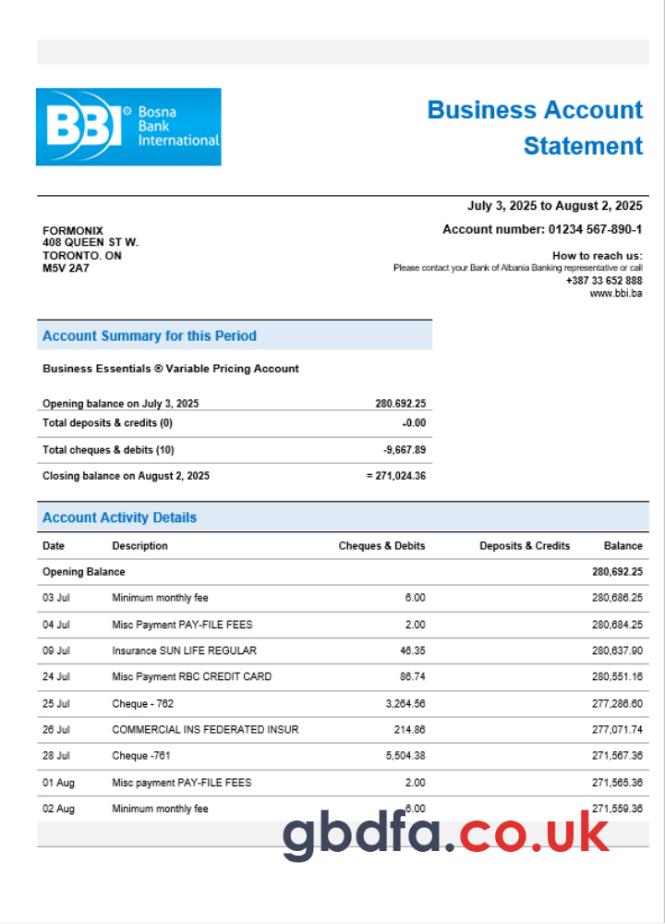 BBI
Bosna
Bank
International
Business Account
Statement
July 3, 2025 to August 2, 2025
Account number: 01234 567-890-1
FORMONIX
408 QUEEN ST W.
TORONTO. ON
M5V 2A7
How to reach us:
Please contact your Bank of Albania Banking representative or call
+387 33 652 888
www.bbi.ba
Account Summary for this Period
Business Essentials ® Variable Pricing Account
Opening balance on July 3, 2025 280.692.25
Total deposits & credits (0) -0.00
Total cheques & debits (10) -9,667.89
Closing balance on August 2, 2025 = 271,024.36
Account Activity Details
Date Description Cheques & Debits Deposits & Credits Balance
Opening Balance 280,692.25
03 Jul Minimum monthly fee 6.00 280,686.25
04 Jul Misc Payment PAY-FILE FEES 2.00 280,684.25
09 Jul Insurance SUN LIFE REGULAR 46.35 280,637.90
24 Jul Misc Payment RBC CREDIT CARD 86.74 280,551.16
25 Jul Cheque - 762 3,264.56 277,286.60
26 Jul COMMERCIAL INS FEDERATED INSUR 214.86 277,071.74
28 Jul Cheque -761 5,504.38 271,567.36
01 Aug Misc payment PAY-FILE FEES 2.00 271,565.36
02 Aug Minimum monthly fee 6.00 271,559.36
gbdfa.co.uk